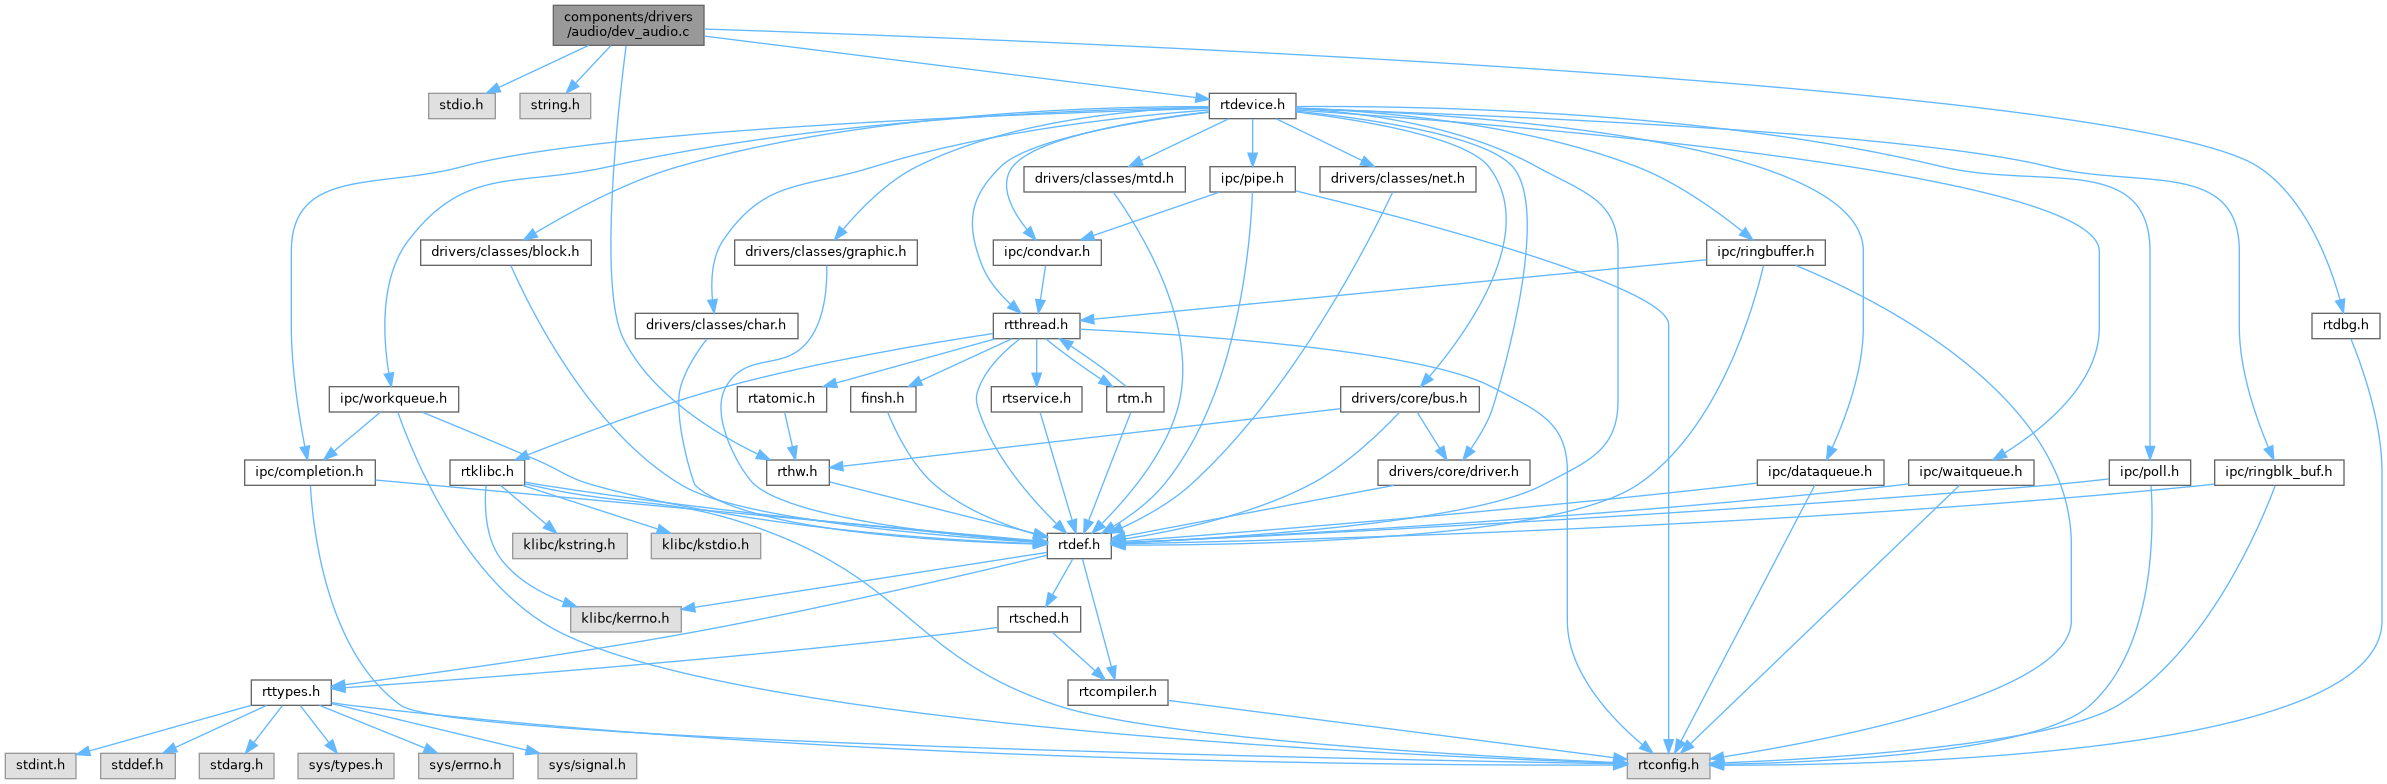 components/drivers
/audio/dev_audio.c
stdio.h
string.h
rtdevice.h
drivers/classes/mtd.h
ipc/pipe.h
drivers/classes/net.h
drivers/classes/block.h
drivers/classes/graphic.h
ipc/condvar.h
ipc/ringbuffer.h
drivers/classes/char.h
rtthread.h
rtdbg.h
ipc/workqueue.h
rtatomic.h
finsh.h
rtservice.h
rtm.h
drivers/core/bus.h
ipc/completion.h
rtklibc.h
rthw.h
drivers/core/driver.h
ipc/dataqueue.h
ipc/waitqueue.h
ipc/poll.h
ipc/ringblk_buf.h
klibc/kstring.h
klibc/kstdio.h
rtdef.h
klibc/kerrno.h
rtsched.h
rttypes.h
rtcompiler.h
stdint.h
stddef.h
stdarg.h
sys/types.h
sys/errno.h
sys/signal.h
rtconfig.h